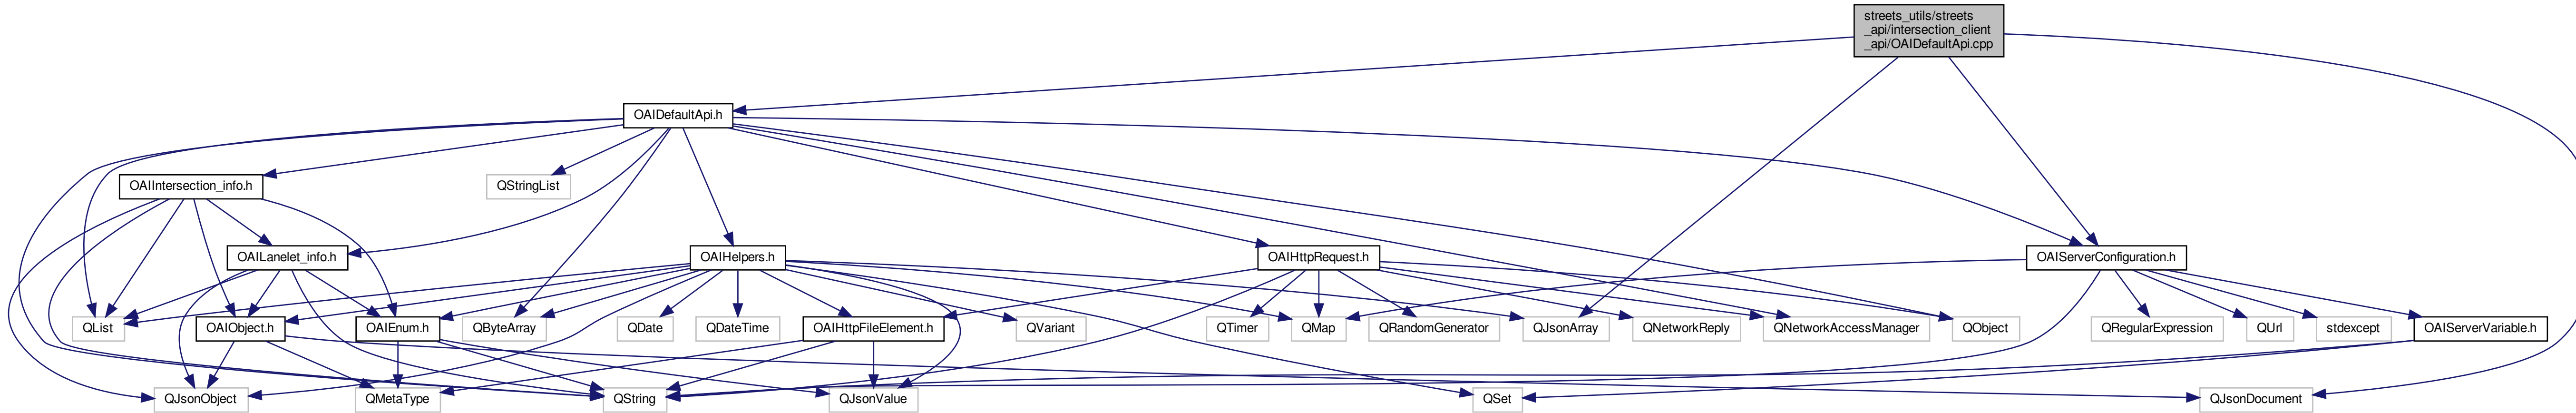 streets_utils/streets
_api/intersection_client
_api/OAIDefaultApi.cpp
OAIDefaultApi.h
OAIIntersection_info.h
QStringList
OAILanelet_info.h
OAIHelpers.h
OAIHttpRequest.h
OAIServerConfiguration.h
QList
OAIObject.h
OAIEnum.h
QByteArray
QDate
QDateTime
OAIHttpFileElement.h
QVariant
QTimer
QMap
QRandomGenerator
QJsonArray
QNetworkReply
QNetworkAccessManager
QObject
QRegularExpression
QUrl
stdexcept
OAIServerVariable.h
QJsonObject
QMetaType
QString
QJsonValue
QSet
QJsonDocument